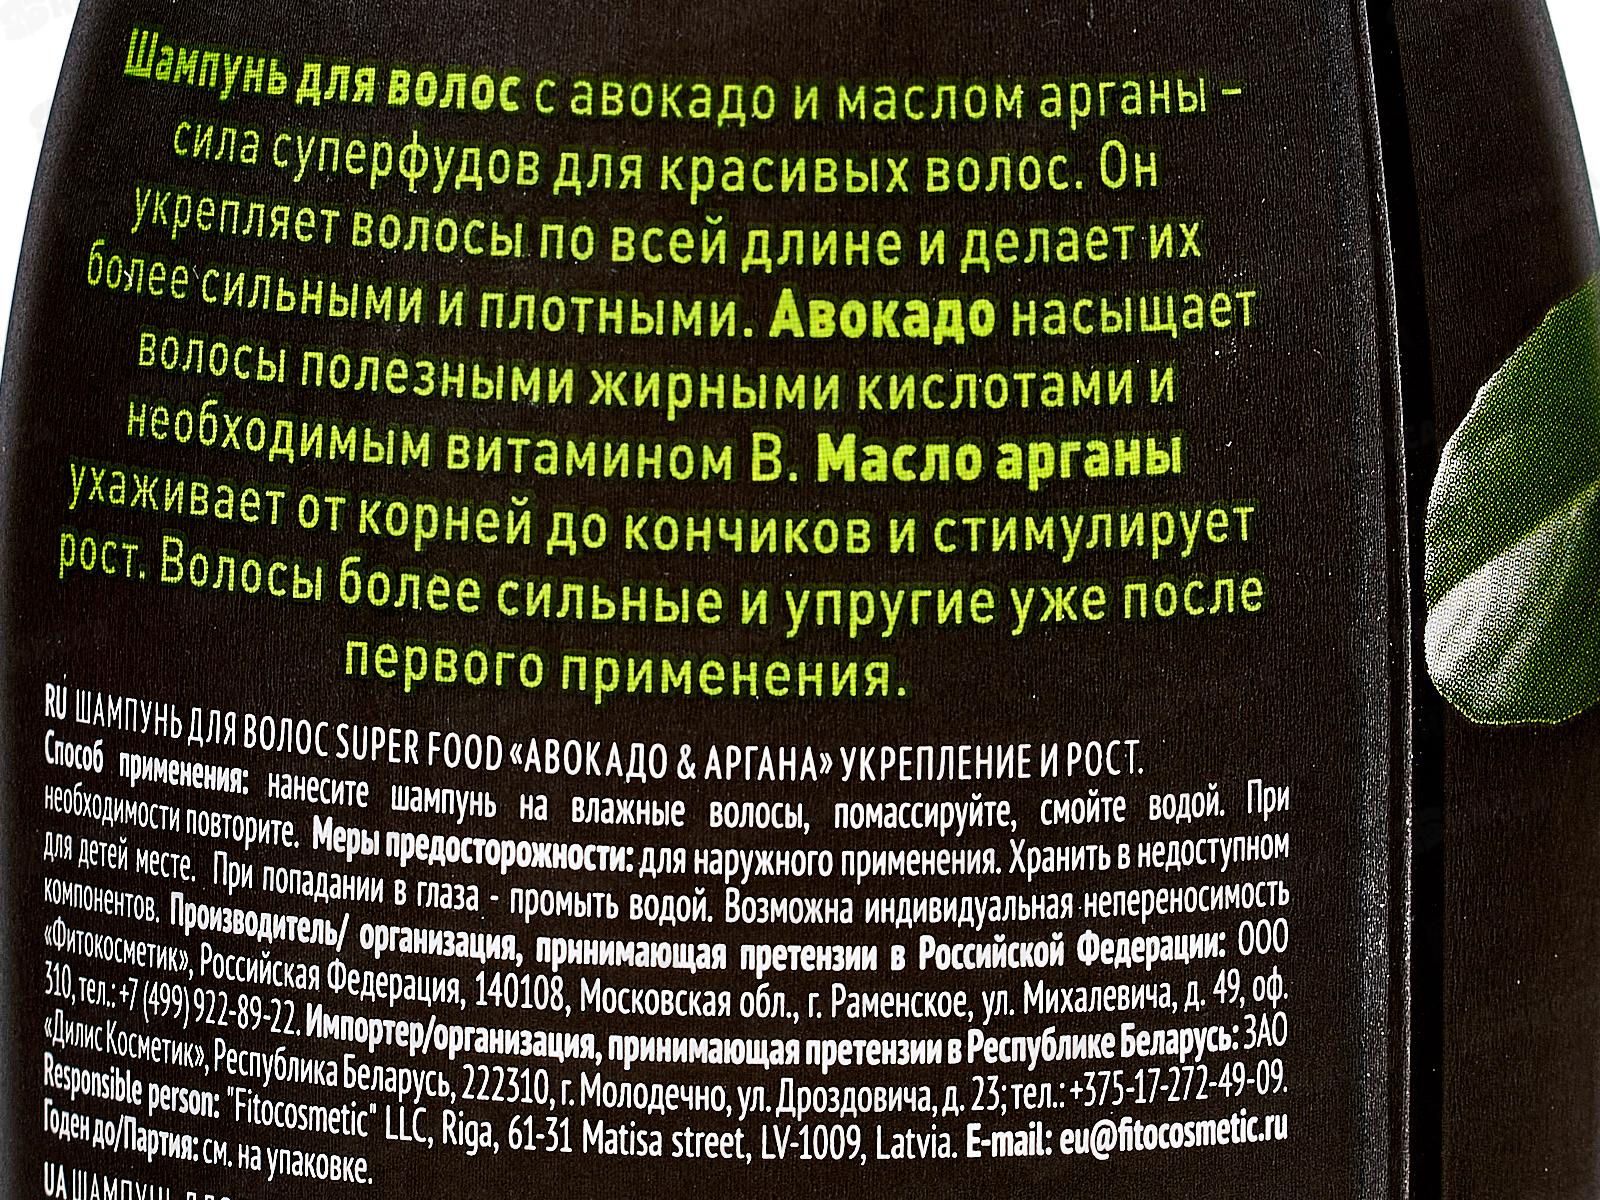 Шампунь для волос с авокадо и маслом арганы –
сила суперфудов для красивых волос. Он
укрепляет волосы по всей длине и делает их
более сильными и плотными. Авокадо насыщает
волосы полезными жирными кислотами и
необходимым витамином В. Масло арганы
ухаживает от корней до кончиков и стимулирует
рост. Волосы более сильные и упругие уже после
первого применения.
RU ШАМПУНЬ ДЛЯ ВОЛОС SUPER FOOD «АВОКАДО & АРГАНА» УКРЕПЛЕНИЕ И РОСТ.
Способ применения: нанесите шампунь на влажные волосы, помассируйте, смойте водой. При
необходимости повторите. Меры предосторожности: для наружного применения. Хранить в недоступном
для детей месте. При попадании в глаза - промыть водой. Возможна индивидуальная непереносимость
компонентов. Производитель/ организация, принимающая претензии в Российской Федерации: ООО
«Фитокосметик», Российская Федерация, 140108, Московская обл., г. Раменское, ул. Михалевича, д. 49, оф.
310, тел.: +7 (499) 922-89-22. Импортер/организация, принимающая претензии в Республике Беларусь: ЗАО
«Дилис Косметик», Республика Беларусь, 222310, г. Молодечно, ул. Дроздовича, д. 23; тел.: +375-17-272-49-09.
Responsible person: "Fitocosmetic" LLC, Riga, 61-31 Matisa street, LV-1009, Latvia. E-mail: eu@fitocosmetic.ru
Годен до/Партия: см. на упаковке.
UA ШАМПУНЬ